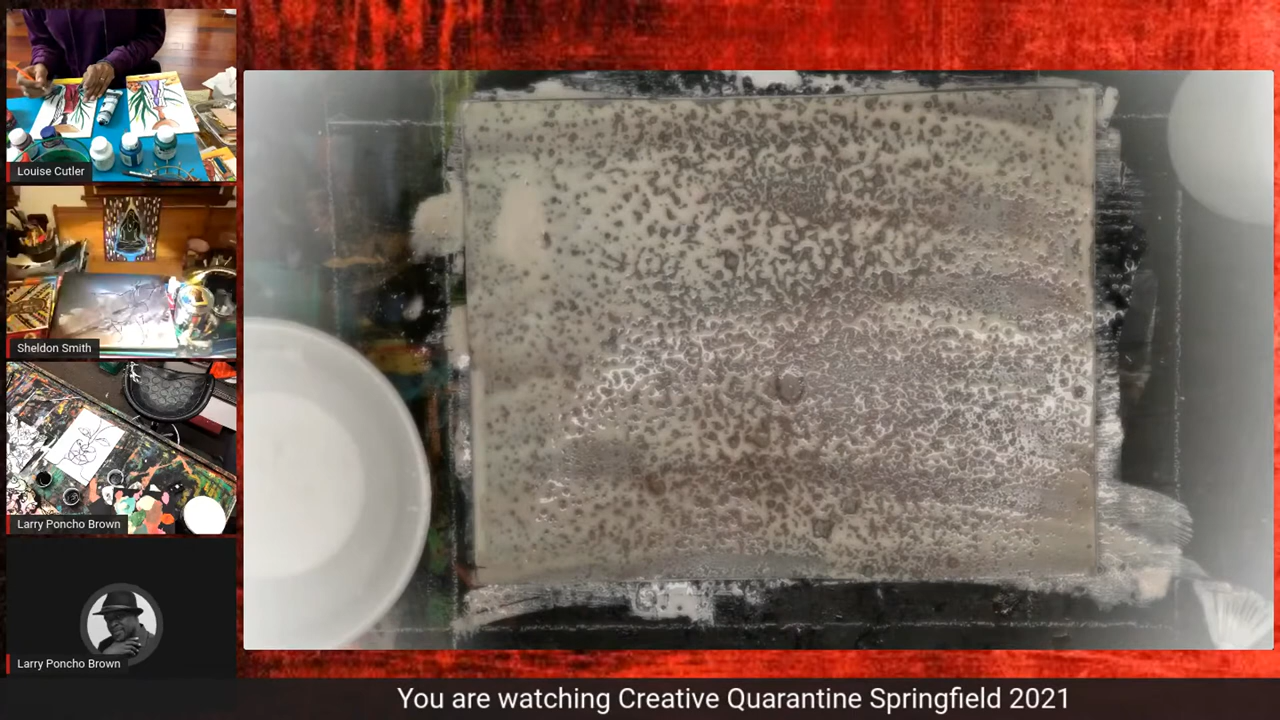 Louise Cutler
Sheldon Smith
Larry Poncho Brown
Larry Poncho Brown
You are watching Creative Quarantine Springfield 2021